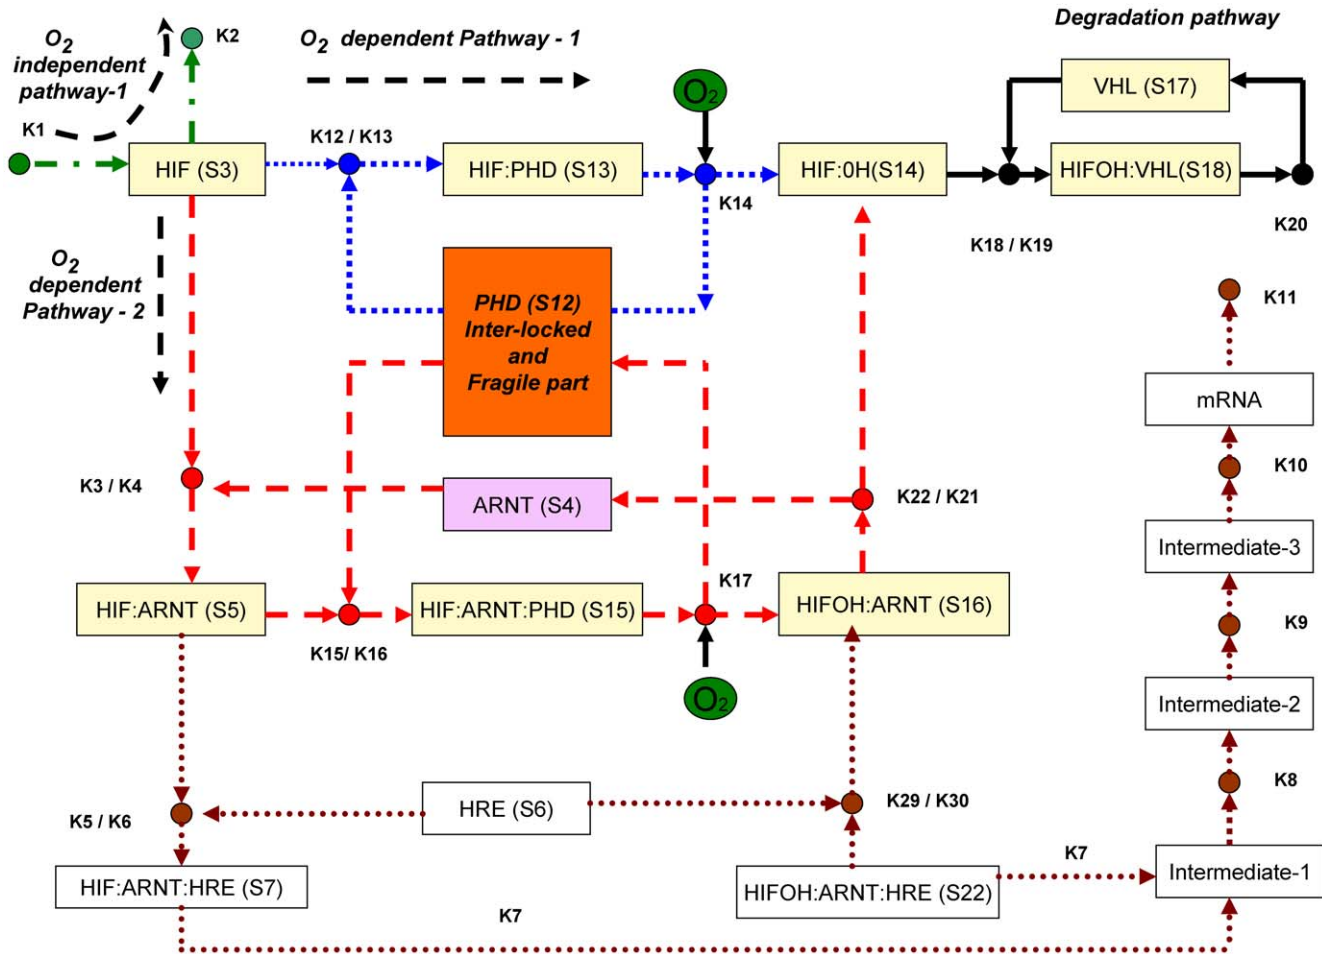 Degradation pathway
O2
independent
pathway-1
K2
O2 dependent Pathway - 1
O2
VHL (S17)
K1
K12 / K13
HIF (S3)
HIF:PHD (S13)
HIF:0H(S14)
HIFOH:VHL(S18)
K14
K18 / K19
K20
O2
dependent
Pathway - 2
PHD (S12)
Inter-locked
and
Fragile part
K11
mRNA
K3 / K4
ARNT (S4)
K22 / K21
K10
Intermediate-3
K17
HIF:ARNT (S5)
HIF:ARNT:PHD (S15)
HIFOH:ARNT (S16)
K15/ K16
K9
O2
Intermediate-2
K8
HRE (S6)
K29 / K30
K5 / K6
K7
HIF:ARNT:HRE (S7)
HIFOH:ARNT:HRE (S22)
Intermediate-1
K7